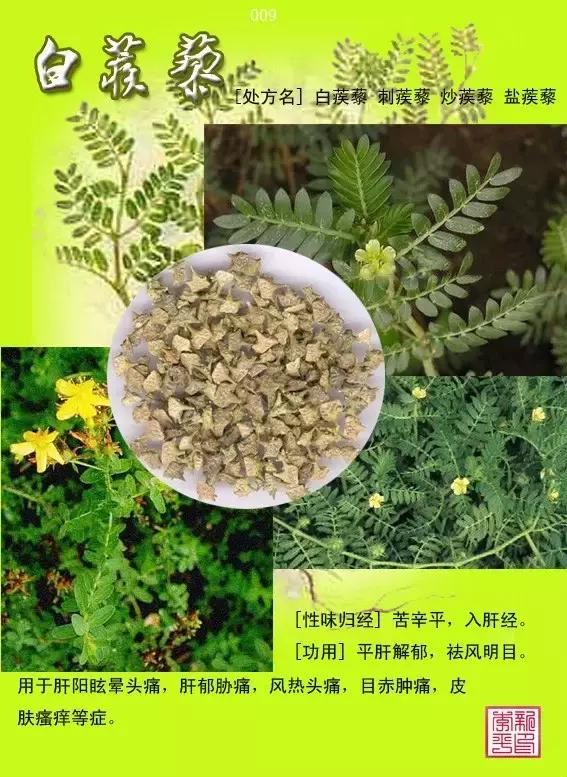 009
白蒺藜
[处方名] 白蒺藜 刺蒺藜 炒蒺藜 盐蒺藜
[性味归经] 苦辛平，入肝经。
[功用] 平肝解郁，祛风明目。
用于肝阳眩晕头痛，肝郁胁痛，风热头痛，目赤肿痛，皮
肤瘙痒等症。